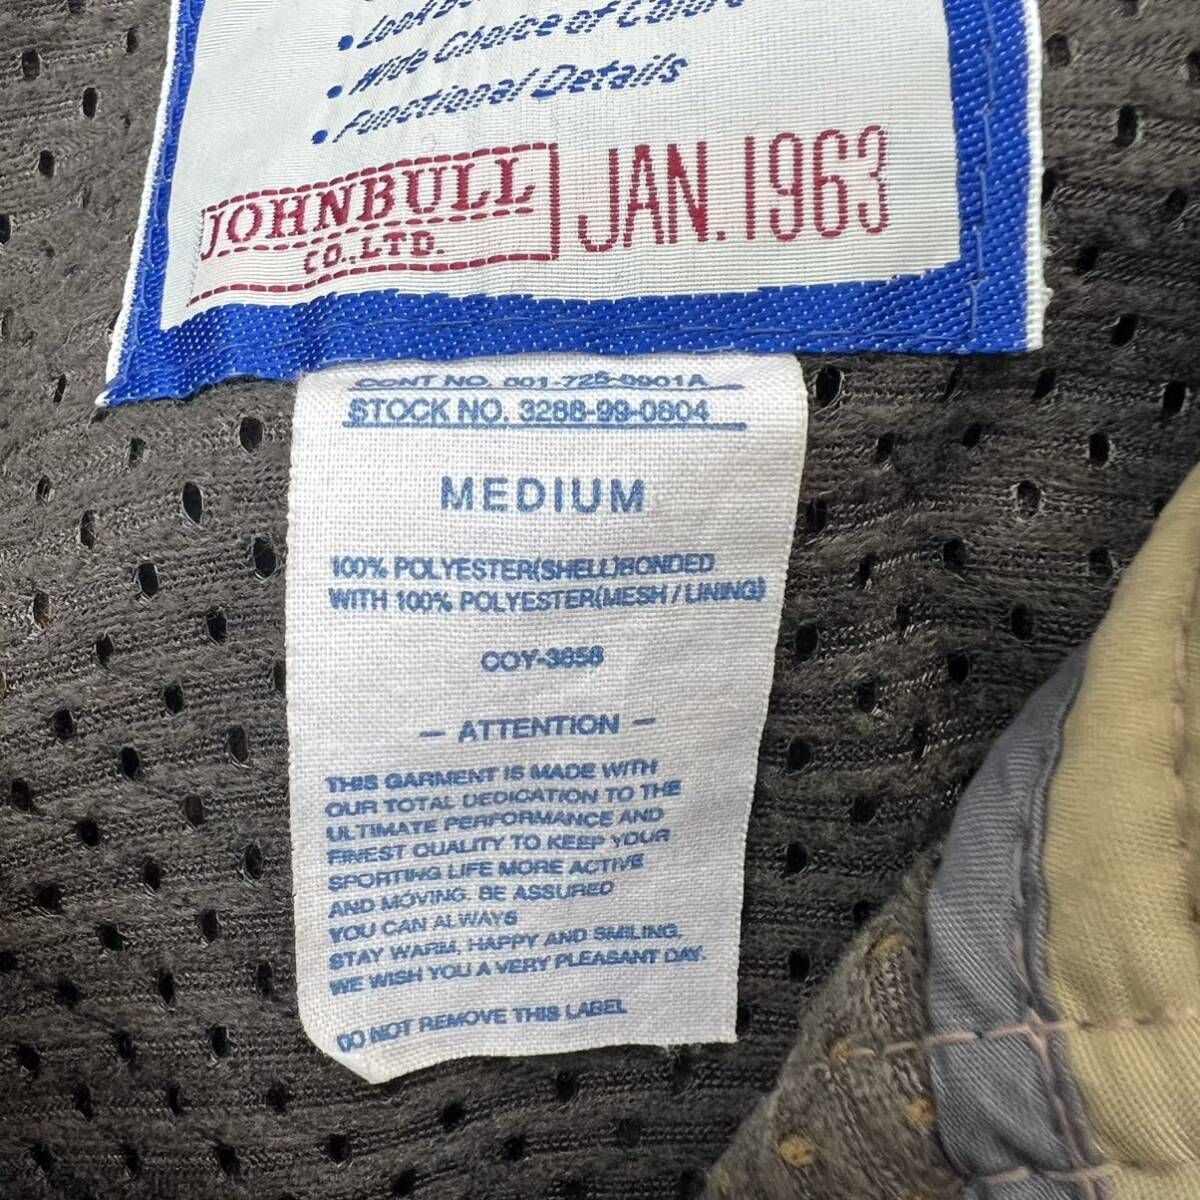 • Wide Choice of Colors
• Functional Details
JOHNBULL
CO.,LTD.
JAN.1963
CONT NO. 001-725-0901A
STOCK NO. 3288-99-0804
MEDIUM
100% POLYESTER(SHELL)BONDED
WITH 100% POLYESTER(MESH / LINING)
COY-3858
— ATTENTION —
THIS GARMENT IS MADE WITH
OUR TOTAL DEDICATION TO THE
ULTIMATE PERFORMANCE AND
FINEST QUALITY TO KEEP YOUR
SPORTING LIFE MORE ACTIVE
AND MOVING. BE ASSURED
YOU CAN ALWAYS
STAY WARM, HAPPY AND SMILING.
WE WISH YOU A VERY PLEASANT DAY.
DO NOT REMOVE THIS LABEL